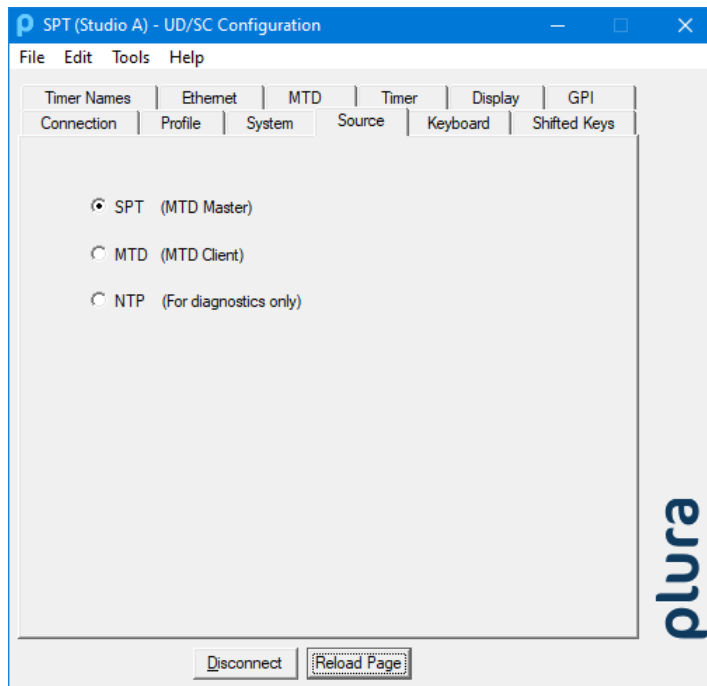 SPT (Studio A) - UD/SC Configuration
File Edit Tools Help
Timer Names Ethernet MTD Timer Display GPI
Connection Profile System Source Keyboard Shifted Keys
SPT (MTD Master)
MTD (MTD Client)
NTP (For diagnostics only)
plura
Disconnect Reload Page